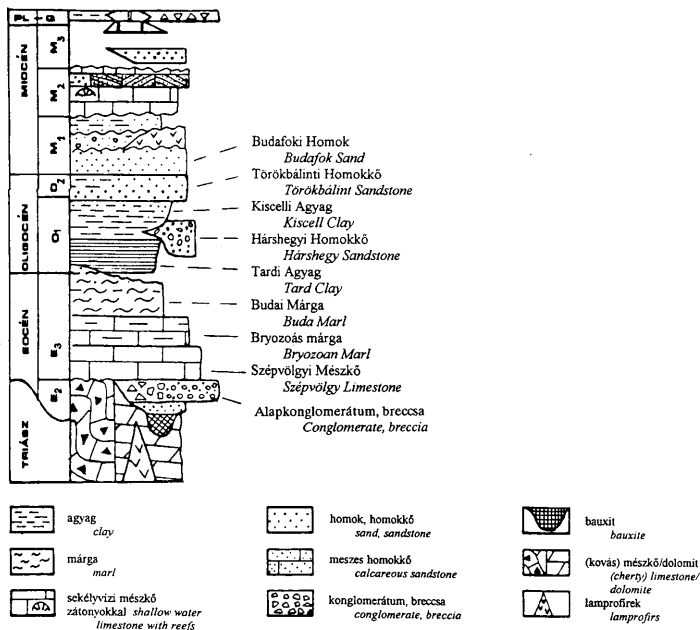 PL - Q
MIOCÉN
M3
M2
M1
OLIGOCÉN
O2
O1
EOCÉN
E3
E2
TRIÁSZ
Budafoki Homok
Budafok Sand
Törökbálinti Homokkő
Törökbálint Sandstone
Kiscelli Agyag
Kiscell Clay
Hárshegyi Homokkő
Hárshegy Sandstone
Tardi Agyag
Tard Clay
Budai Márga
Buda Marl
Bryozoás márga
Bryozoan Marl
Szépvölgyi Mészkő
Szépvölgy Limestone
Alapkonglomerátum, breccsa
Conglomerate, breccia
agyag
clay
márga
marl
sekélyvizi mészkő
zátonyokkal shallow water
limestone with reefs
homok, homokkő
sand, sandstone
meszes homokkő
calcareous sandstone
konglomerátum, breccsa
conglomerate, breccia
bauxit
bauxite
(kovás) mészkő/dolomit
(cherty) limestone/
dolomite
lamprofirek
lamprofirs